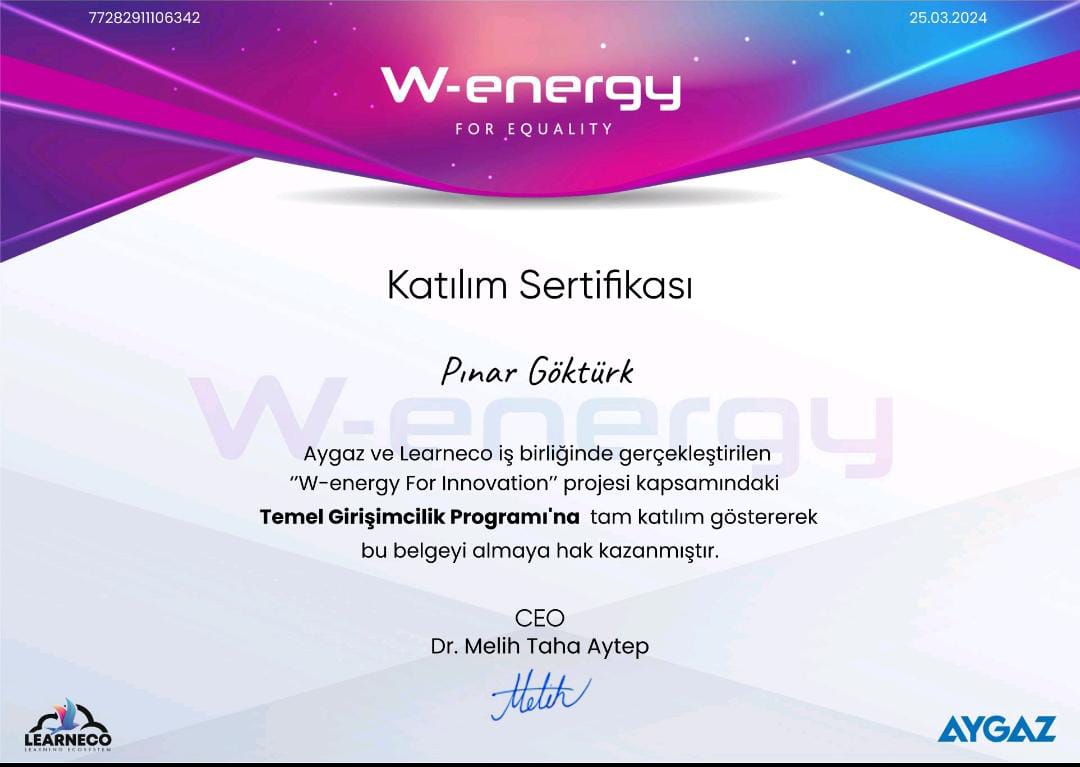 77282911106342
25.03.2024
W-energy
FOR EQUALITY
Katılım Sertifikası
Pınar Göktürk
W-energy
Aygaz ve Learneco iş birliğinde gerçekleştirilen
‘’W-energy For Innovation’’ projesi kapsamındaki
Temel Girişimcilik Programı'na tam katılım göstererek
bu belgeyi almaya hak kazanmıştır.
CEO
Dr. Melih Taha Aytep
Melih
LEARNECO
LEARNING ECOSYSTEM
AYGAZ